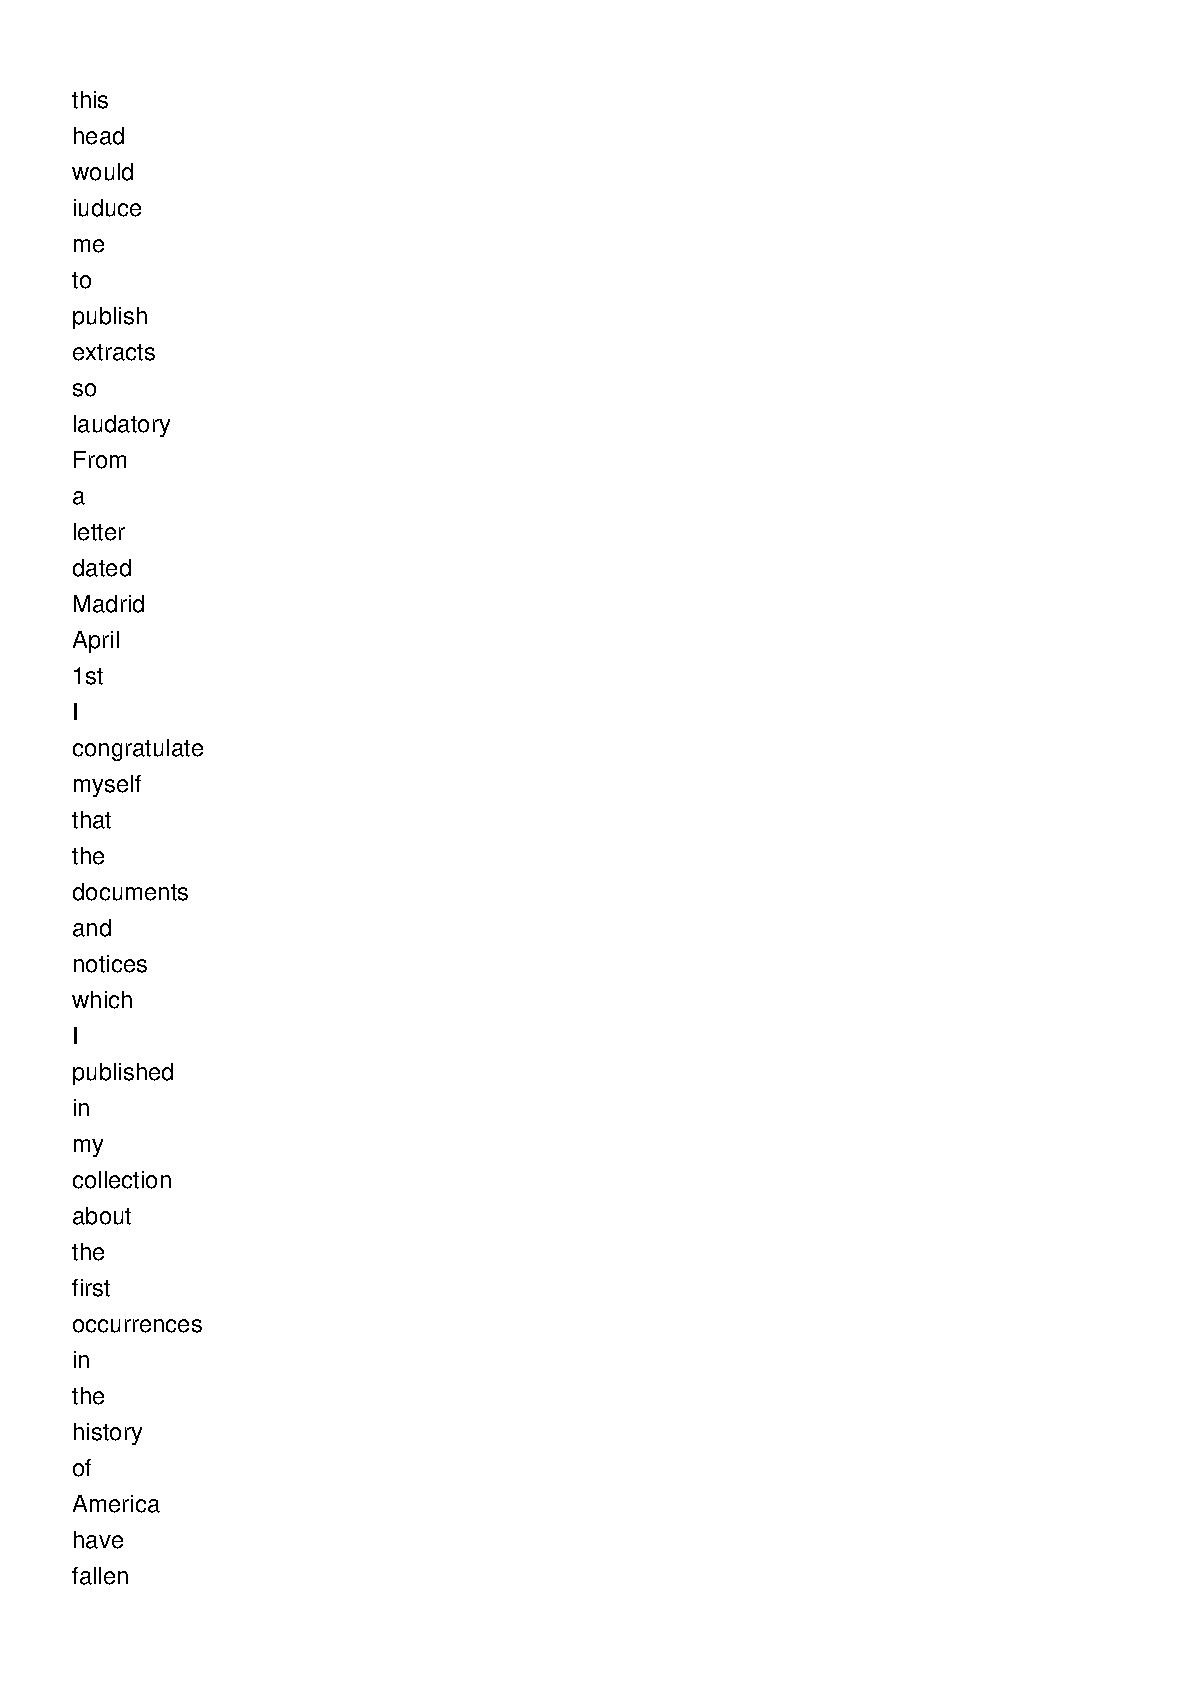 this
head
would
iuduce
me
to
publish
extracts
so
laudatory
From
a
letter
dated
Madrid
April
1st
I
congratulate
myself
that
the
documents
and
notices
which
I
published
in
my
collection
about
the
first
occurrences
in
the
history
of
America
have
fallen